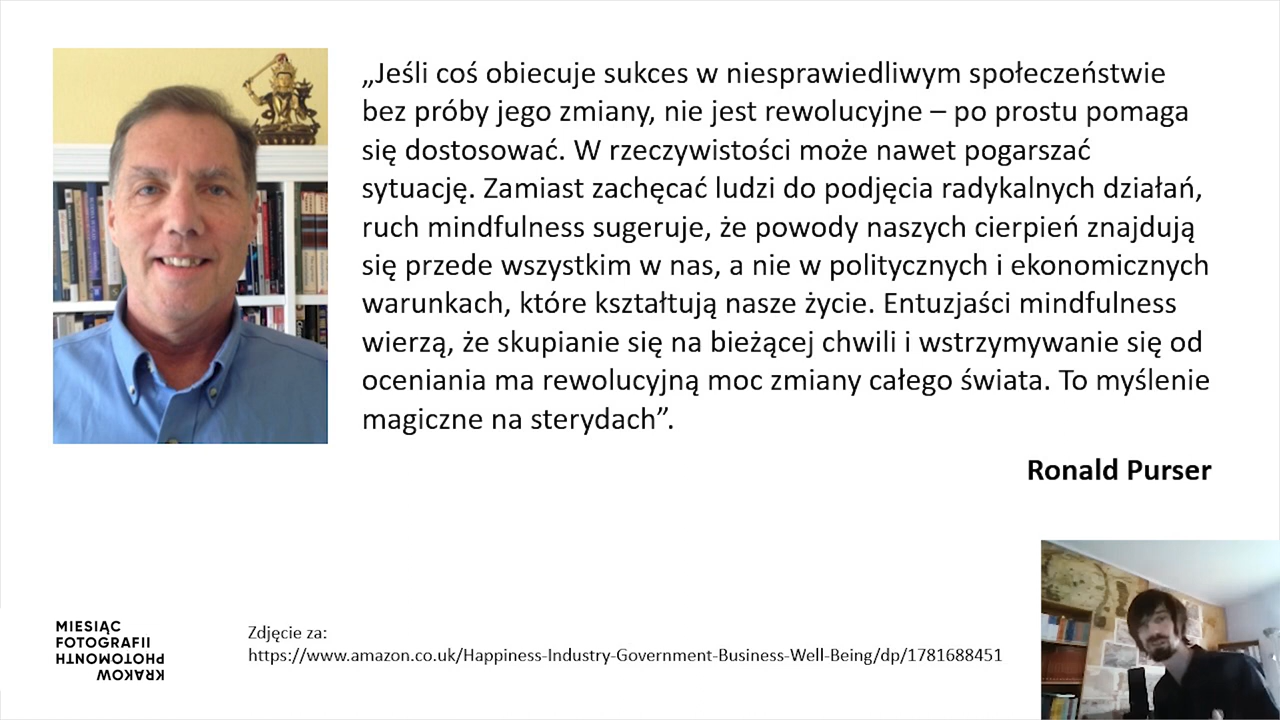 „Jeśli coś obiecuje sukces w niesprawiedliwym społeczeństwie
bez próby jego zmiany, nie jest rewolucyjne – po prostu pomaga
się dostosować. W rzeczywistości może nawet pogarszać
sytuację. Zamiast zachęcać ludzi do podjęcia radykalnych działań,
ruch mindfulness sugeruje, że powody naszych cierpień znajdują
się przede wszystkim w nas, a nie w politycznych i ekonomicznych
warunkach, które kształtują nasze życie. Entuzjaści mindfulness
wierzą, że skupianie się na bieżącej chwili i wstrzymywanie się od
oceniania ma rewolucyjną moc zmiany całego świata. To myślenie
magiczne na sterydach”.
Ronald Purser
MIESIĄC
FOTOGRAFII
PHOTOMONTH
KRAKOW
Zdjęcie za:
https://www.amazon.co.uk/Happiness-Industry-Government-Business-Well-Being/dp/1781688451